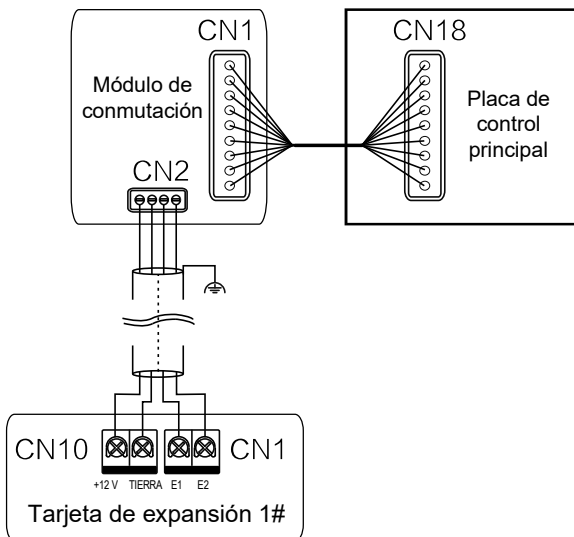 CN1
CN18
Módulo de
conmutación
Placa de
control
principal
CN2
CN10
CN1
+12 V
TIERRA
E1
E2
Tarjeta de expansión 1#